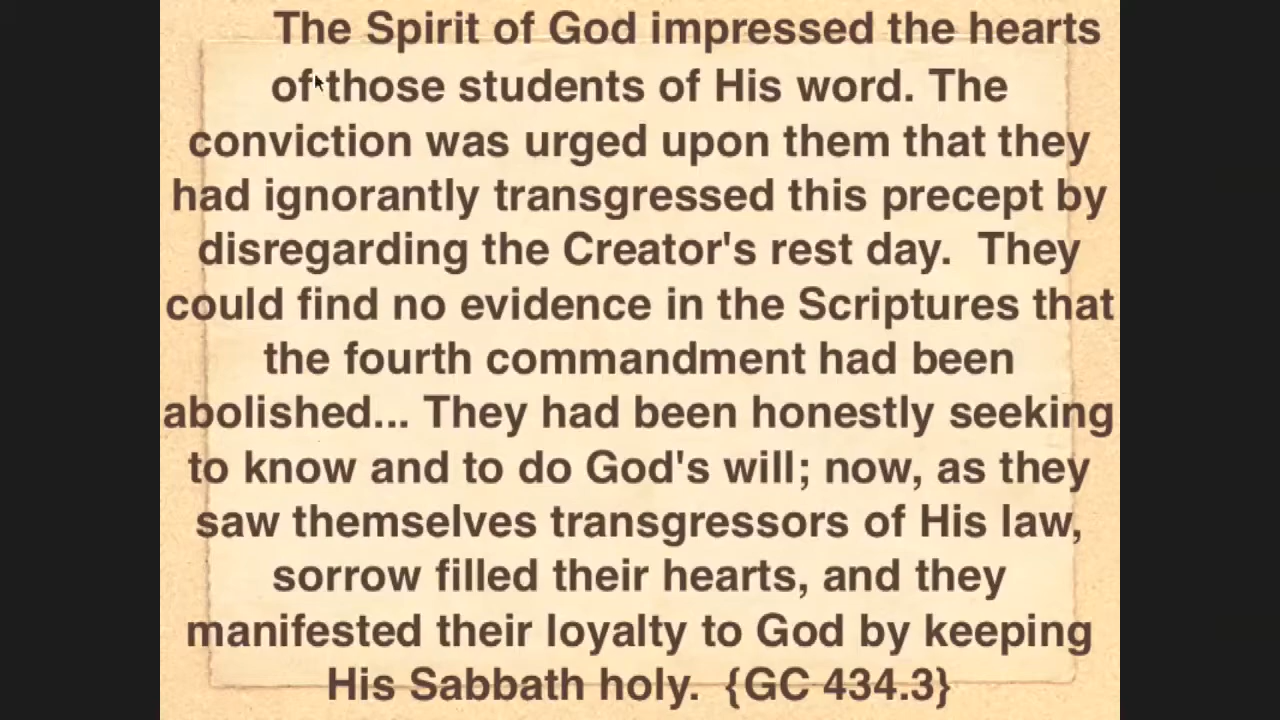 The Spirit of God impressed the hearts
of those students of His word. The
conviction was urged upon them that they
had ignorantly transgressed this precept by
disregarding the Creator's rest day.  They
could find no evidence in the Scriptures that
the fourth commandment had been
abolished... They had been honestly seeking
to know and to do God's will; now, as they
saw themselves transgressors of His law,
sorrow filled their hearts, and they
manifested their loyalty to God by keeping
His Sabbath holy.  {GC 434.3}